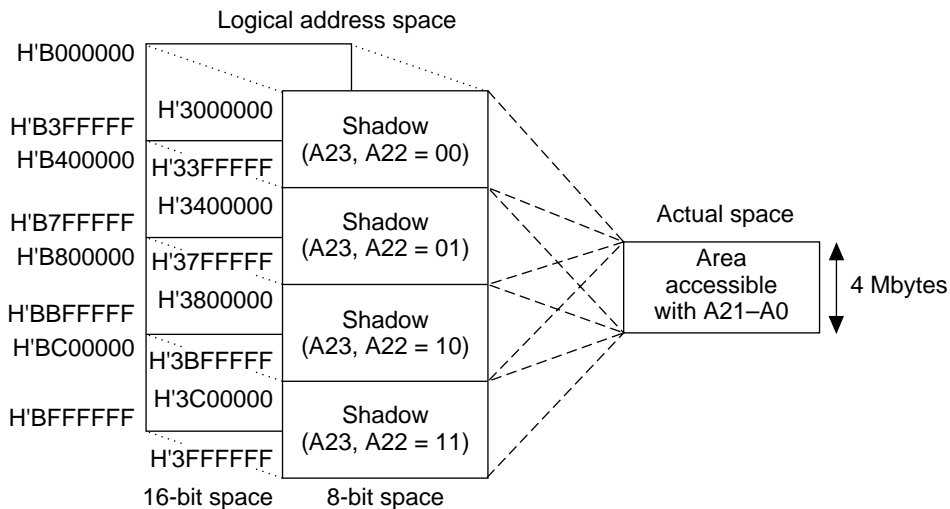 Logical address space
H'B000000
H'3000000
H'B3FFFFF
H'B400000
Shadow
(A23, A22 = 00)
H'33FFFFF
H'3400000
H'B7FFFFF
H'B800000
Shadow
(A23, A22 = 01)
H'37FFFFF
H'3800000
H'BBFFFFF
H'BC00000
Shadow
(A23, A22 = 10)
H'3BFFFFF
H'3C00000
H'BFFFFFF
Shadow
(A23, A22 = 11)
H'3FFFFFF
16-bit space
8-bit space
Actual space
Area
accessible
with A21–A0
4 Mbytes